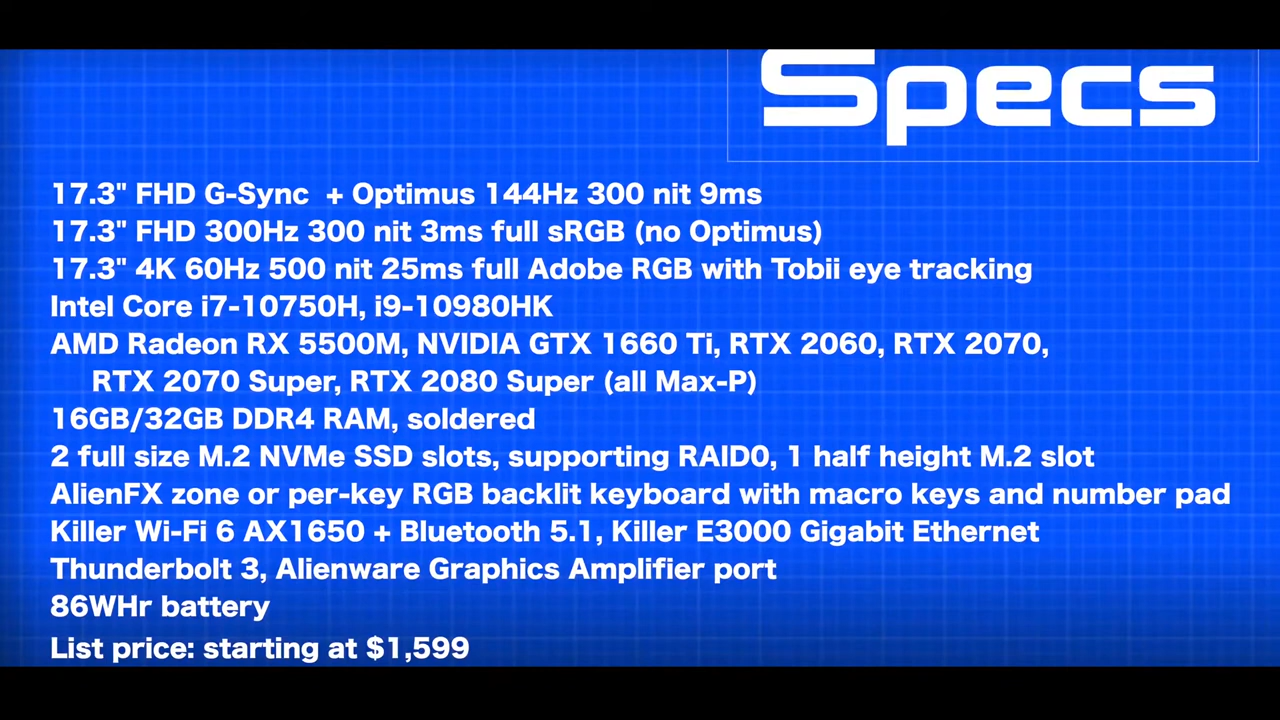 Specs
17.3" FHD G-Sync + Optimus 144Hz 300 nit 9ms
17.3" FHD 300Hz 300 nit 3ms full sRGB (no Optimus)
17.3" 4K 60Hz 500 nit 25ms full Adobe RGB with Tobii eye tracking
Intel Core i7-10750H, i9-10980HK
AMD Radeon RX 5500M, NVIDIA GTX 1660 Ti, RTX 2060, RTX 2070,
RTX 2070 Super, RTX 2080 Super (all Max-P)
16GB/32GB DDR4 RAM, soldered
2 full size M.2 NVMe SSD slots, supporting RAID0, 1 half height M.2 slot
AlienFX zone or per-key RGB backlit keyboard with macro keys and number pad
Killer Wi-Fi 6 AX1650 + Bluetooth 5.1, Killer E3000 Gigabit Ethernet
Thunderbolt 3, Alienware Graphics Amplifier port
86WHr battery
List price: starting at $1,599